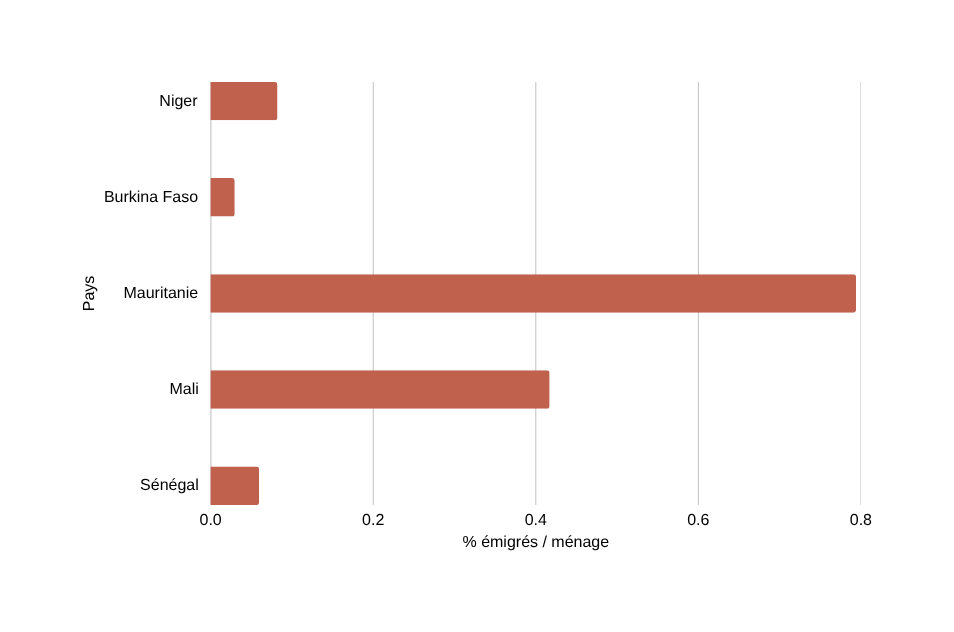 Niger
Burkina Faso
Pays
Mauritanie
Mali
Sénégal
0.0 0.2 0.4 0.6 0.8
% émigrés / ménage